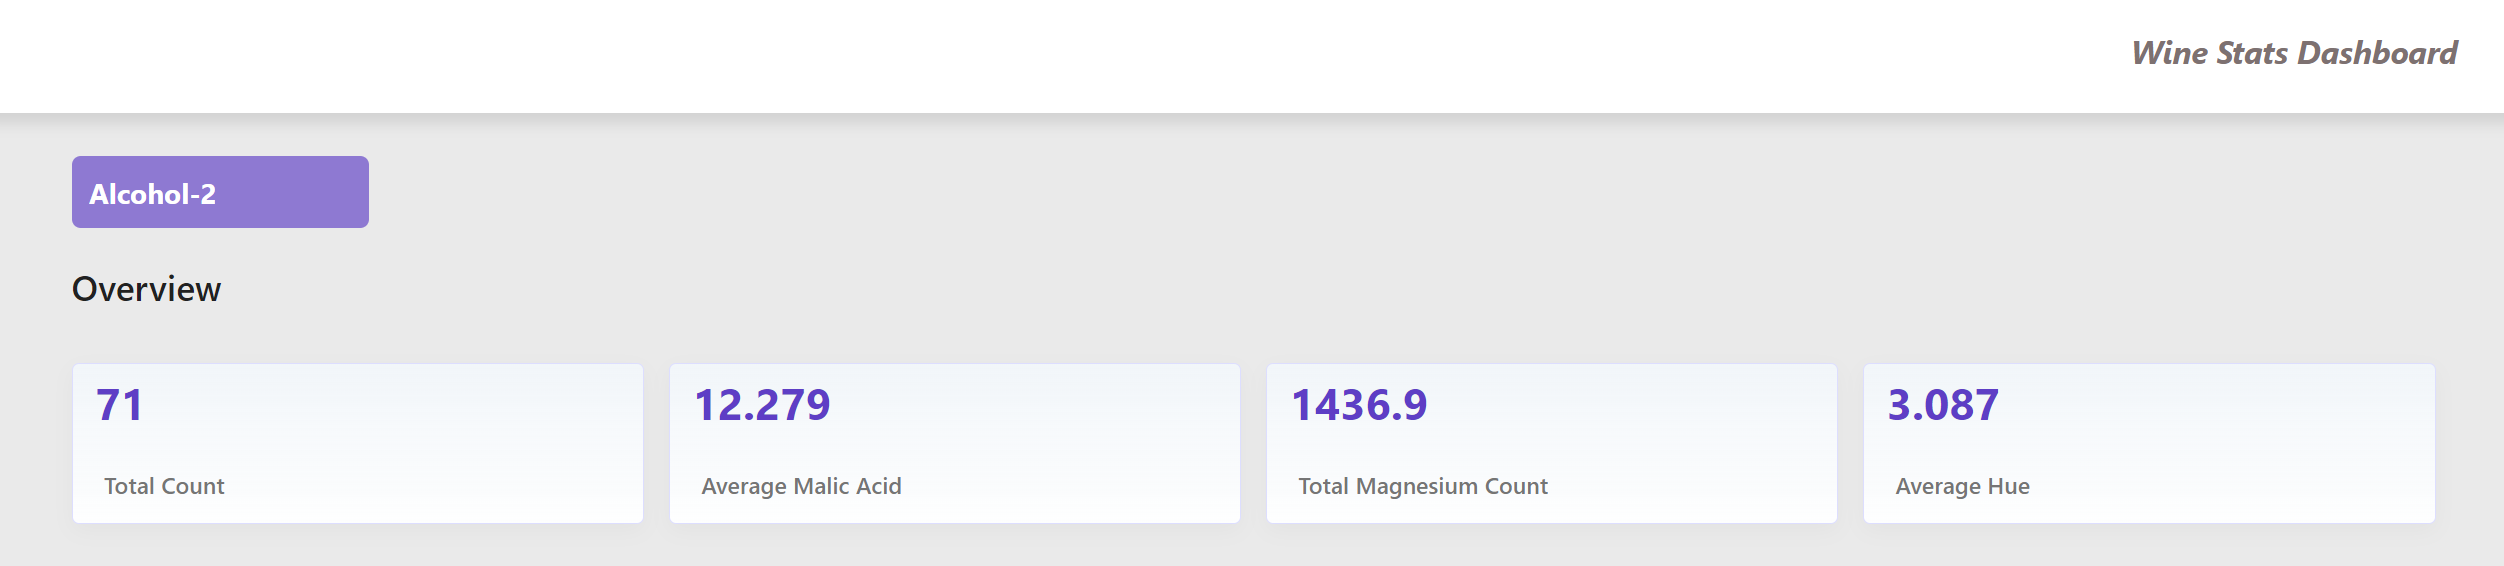 Wine Stats Dashboard
Alcohol-2
Overview
71
Total Count
12.279
Average Malic Acid
1436.9
Total Magnesium Count
3.087
Average Hue